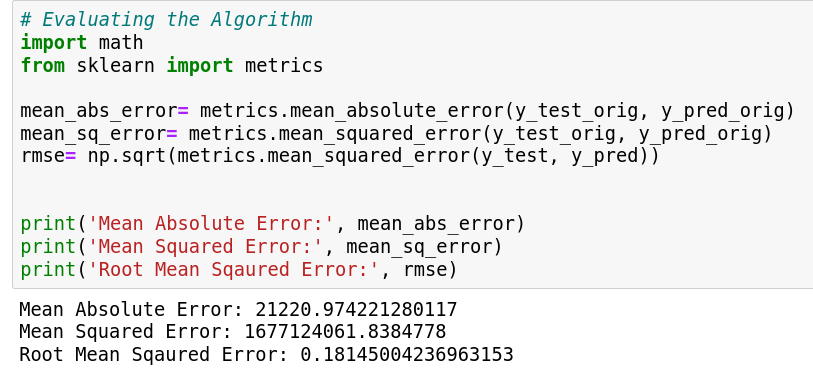 # Evaluating the Algorithm
import math
from sklearn import metrics
mean_abs_error= metrics.mean_absolute_error(y_test_orig, y_pred_orig)
mean_sq_error= metrics.mean_squared_error(y_test_orig, y_pred_orig)
rmse= np.sqrt(metrics.mean_squared_error(y_test, y_pred))
print('Mean Absolute Error:', mean_abs_error)
print('Mean Squared Error:', mean_sq_error)
print('Root Mean Sqaured Error:', rmse)
Mean Absolute Error: 21220.974221280117
Mean Squared Error: 1677124061.8384778
Root Mean Sqaured Error: 0.18145004236963153